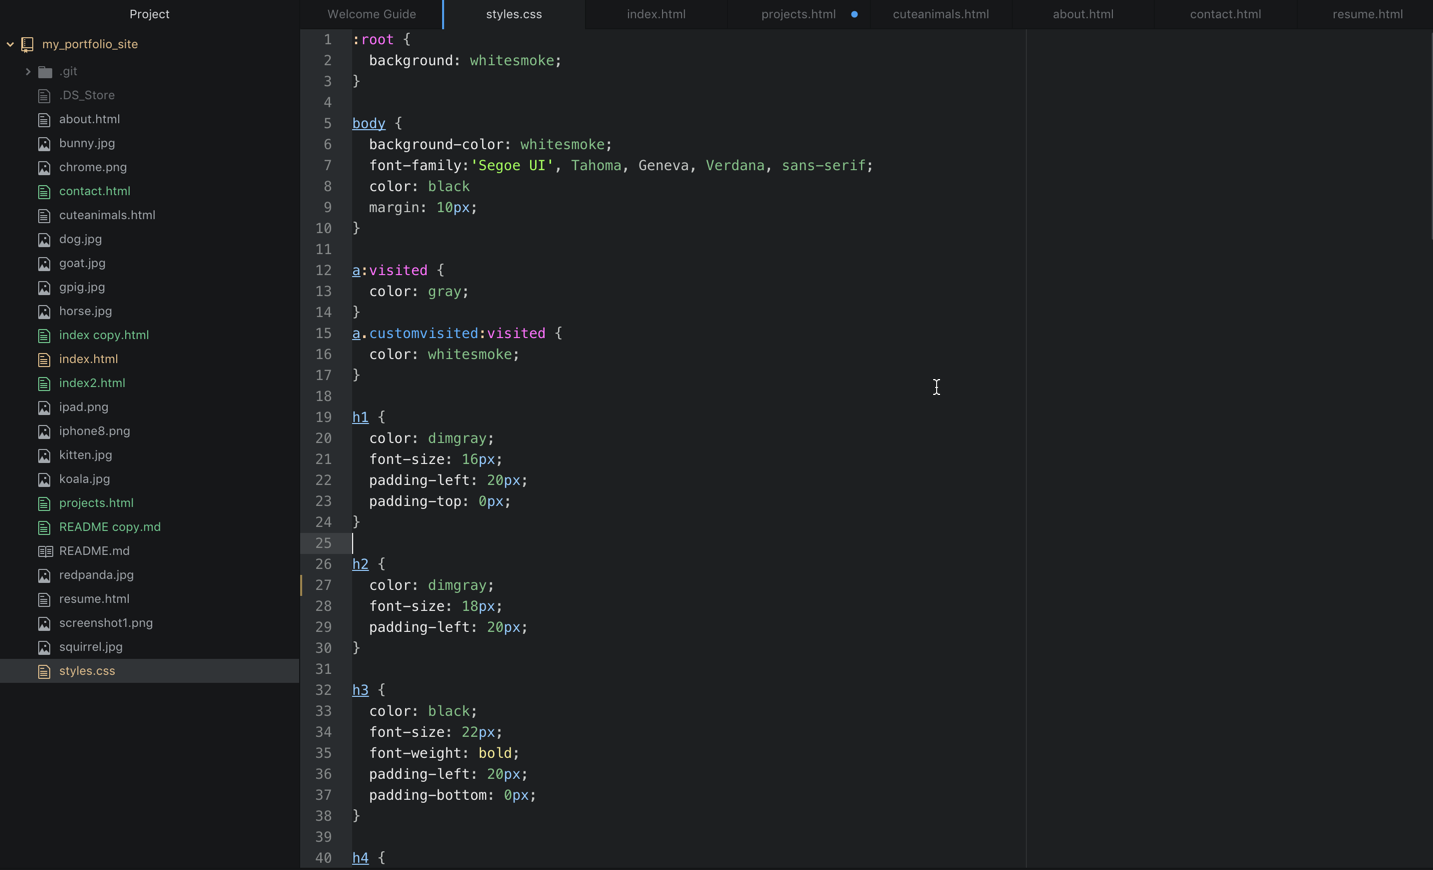 Project
my_portfolio_site
.git
.DS_Store
about.html
bunny.jpg
chrome.png
contact.html
cuteanimals.html
dog.jpg
goat.jpg
gpig.jpg
horse.jpg
index copy.html
index.html
index2.html
ipad.png
iphone8.png
kitten.jpg
koala.jpg
projects.html
README copy.md
README.md
redpanda.jpg
resume.html
screenshot1.png
squirrel.jpg
styles.css
Welcome Guide styles.css index.html projects.html cuteanimals.html about.html contact.html resume.html
1 :root {
2 background: whitesmoke;
3 }
4
5 body {
6 background-color: whitesmoke;
7 font-family:'Segoe UI', Tahoma, Geneva, Verdana, sans-serif;
8 color: black
9 margin: 10px;
10 }
11
12 a:visited {
13 color: gray;
14 }
15 a.customvisited:visited {
16 color: whitesmoke;
17 }
18
19 h1 {
20 color: dimgray;
21 font-size: 16px;
22 padding-left: 20px;
23 padding-top: 0px;
24 }
25
26 h2 {
27 color: dimgray;
28 font-size: 18px;
29 padding-left: 20px;
30 }
31
32 h3 {
33 color: black;
34 font-size: 22px;
35 font-weight: bold;
36 padding-left: 20px;
37 padding-bottom: 0px;
38 }
39
40 h4 {